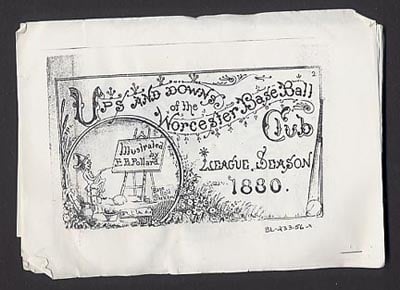 2
Ups and Downs
of the
Worcester Base Ball
Club
League Season
1880.
Illustrated
by
E.B. Pollard
BL-233-56-1